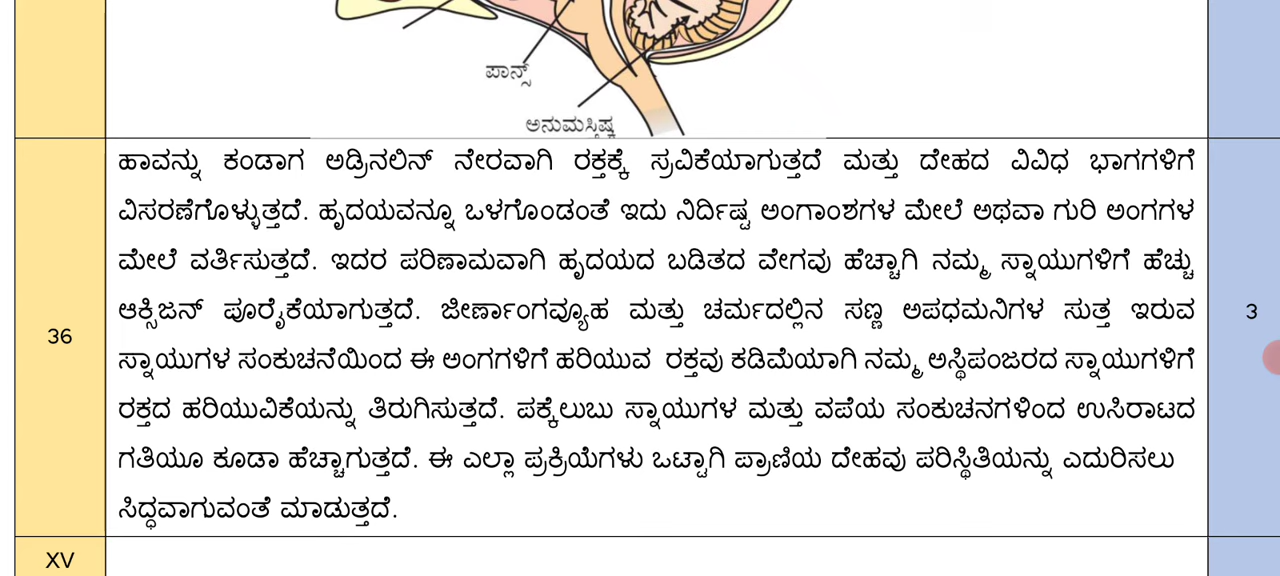 ಪಾನ್ಸ್
ಅನುಮಸ್ತಿಷ್ಕ
36
ಹಾವನ್ನು ಕಂಡಾಗ ಅಡ್ರಿನಲಿನ್ ನೇರವಾಗಿ ರಕ್ತಕ್ಕೆ ಸ್ರವಿಕೆಯಾಗುತ್ತದೆ ಮತ್ತು ದೇಹದ ವಿವಿಧ ಭಾಗಗಳಿಗೆ
ವಿಸರಣೆಗೊಳ್ಳುತ್ತದೆ. ಹೃದಯವನ್ನೂ ಒಳಗೊಂಡಂತೆ ಇದು ನಿರ್ದಿಷ್ಟ ಅಂಗಾಂಶಗಳ ಮೇಲೆ ಅಥವಾ ಗುರಿ ಅಂಗಗಳ
ಮೇಲೆ ವರ್ತಿಸುತ್ತದೆ. ಇದರ ಪರಿಣಾಮವಾಗಿ ಹೃದಯದ ಬಡಿತದ ವೇಗವು ಹೆಚ್ಚಾಗಿ ನಮ್ಮ ಸ್ನಾಯುಗಳಿಗೆ ಹೆಚ್ಚು
ಆಕ್ಸಿಜನ್ ಪೂರೈಕೆಯಾಗುತ್ತದೆ. ಜೀರ್ಣಾಂಗವ್ಯೂಹ ಮತ್ತು ಚರ್ಮದಲ್ಲಿನ ಸಣ್ಣ ಅಪಧಮನಿಗಳ ಸುತ್ತ ಇರುವ
ಸ್ನಾಯುಗಳ ಸಂಕುಚನೆಯಿಂದ ಈ ಅಂಗಗಳಿಗೆ ಹರಿಯುವ ರಕ್ತವು ಕಡಿಮೆಯಾಗಿ ನಮ್ಮ ಅಸ್ಥಿಪಂಜರದ ಸ್ನಾಯುಗಳಿಗೆ
ರಕ್ತದ ಹರಿಯುವಿಕೆಯನ್ನು ತಿರುಗಿಸುತ್ತದೆ. ಪಕ್ಕೆಲುಬು ಸ್ನಾಯುಗಳ ಮತ್ತು ವಪೆಯ ಸಂಕುಚನಗಳಿಂದ ಉಸಿರಾಟದ
ಗತಿಯೂ ಕೂಡಾ ಹೆಚ್ಚಾಗುತ್ತದೆ. ಈ ಎಲ್ಲಾ ಪ್ರಕ್ರಿಯೆಗಳು ಒಟ್ಟಾಗಿ ಪ್ರಾಣಿಯ ದೇಹವು ಪರಿಸ್ಥಿತಿಯನ್ನು ಎದುರಿಸಲು
ಸಿದ್ಧವಾಗುವಂತೆ ಮಾಡುತ್ತದೆ.
3
XV